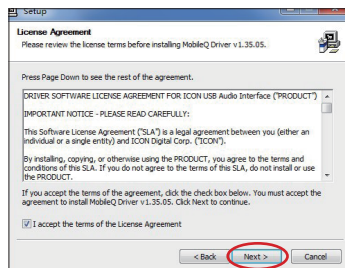 Setup
License Agreement
Please review the license terms before installing MobileQ Driver v1.35.05.
Press Page Down to see the rest of the agreement.
DRIVER SOFTWARE LICENSE AGREEMENT FOR ICON USB Audio Interface ("PRODUCT")
IMPORTANT NOTICE - PLEASE READ CAREFULLY:
This Software License Agreement ("SLA") is a legal agreement between you (either an
individual or a single entity) and ICON Digital Corp. ("ICON").
By installing, copying, or otherwise using the PRODUCT, you agree to the terms and
conditions of this SLA. If you do not agree to the terms of this SLA, do not install or use
the PRODUCT.
If you accept the terms of the agreement, click the check box below. You must accept the
agreement to install MobileQ Driver v1.35.05. Click Next to continue.
I accept the terms of the License Agreement
< Back Next > Cancel